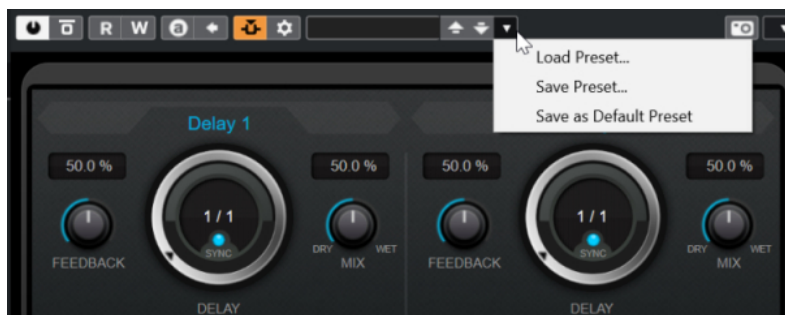 R W a
Load Preset...
Save Preset...
Save as Default Preset
Delay 1
50.0 % 50.0 % 50.0 % 50.0 %
1 / 1 1 / 1
SYNC SYNC
DRY WET DRY WET
FEEDBACK MIX FEEDBACK MIX
DELAY DELAY